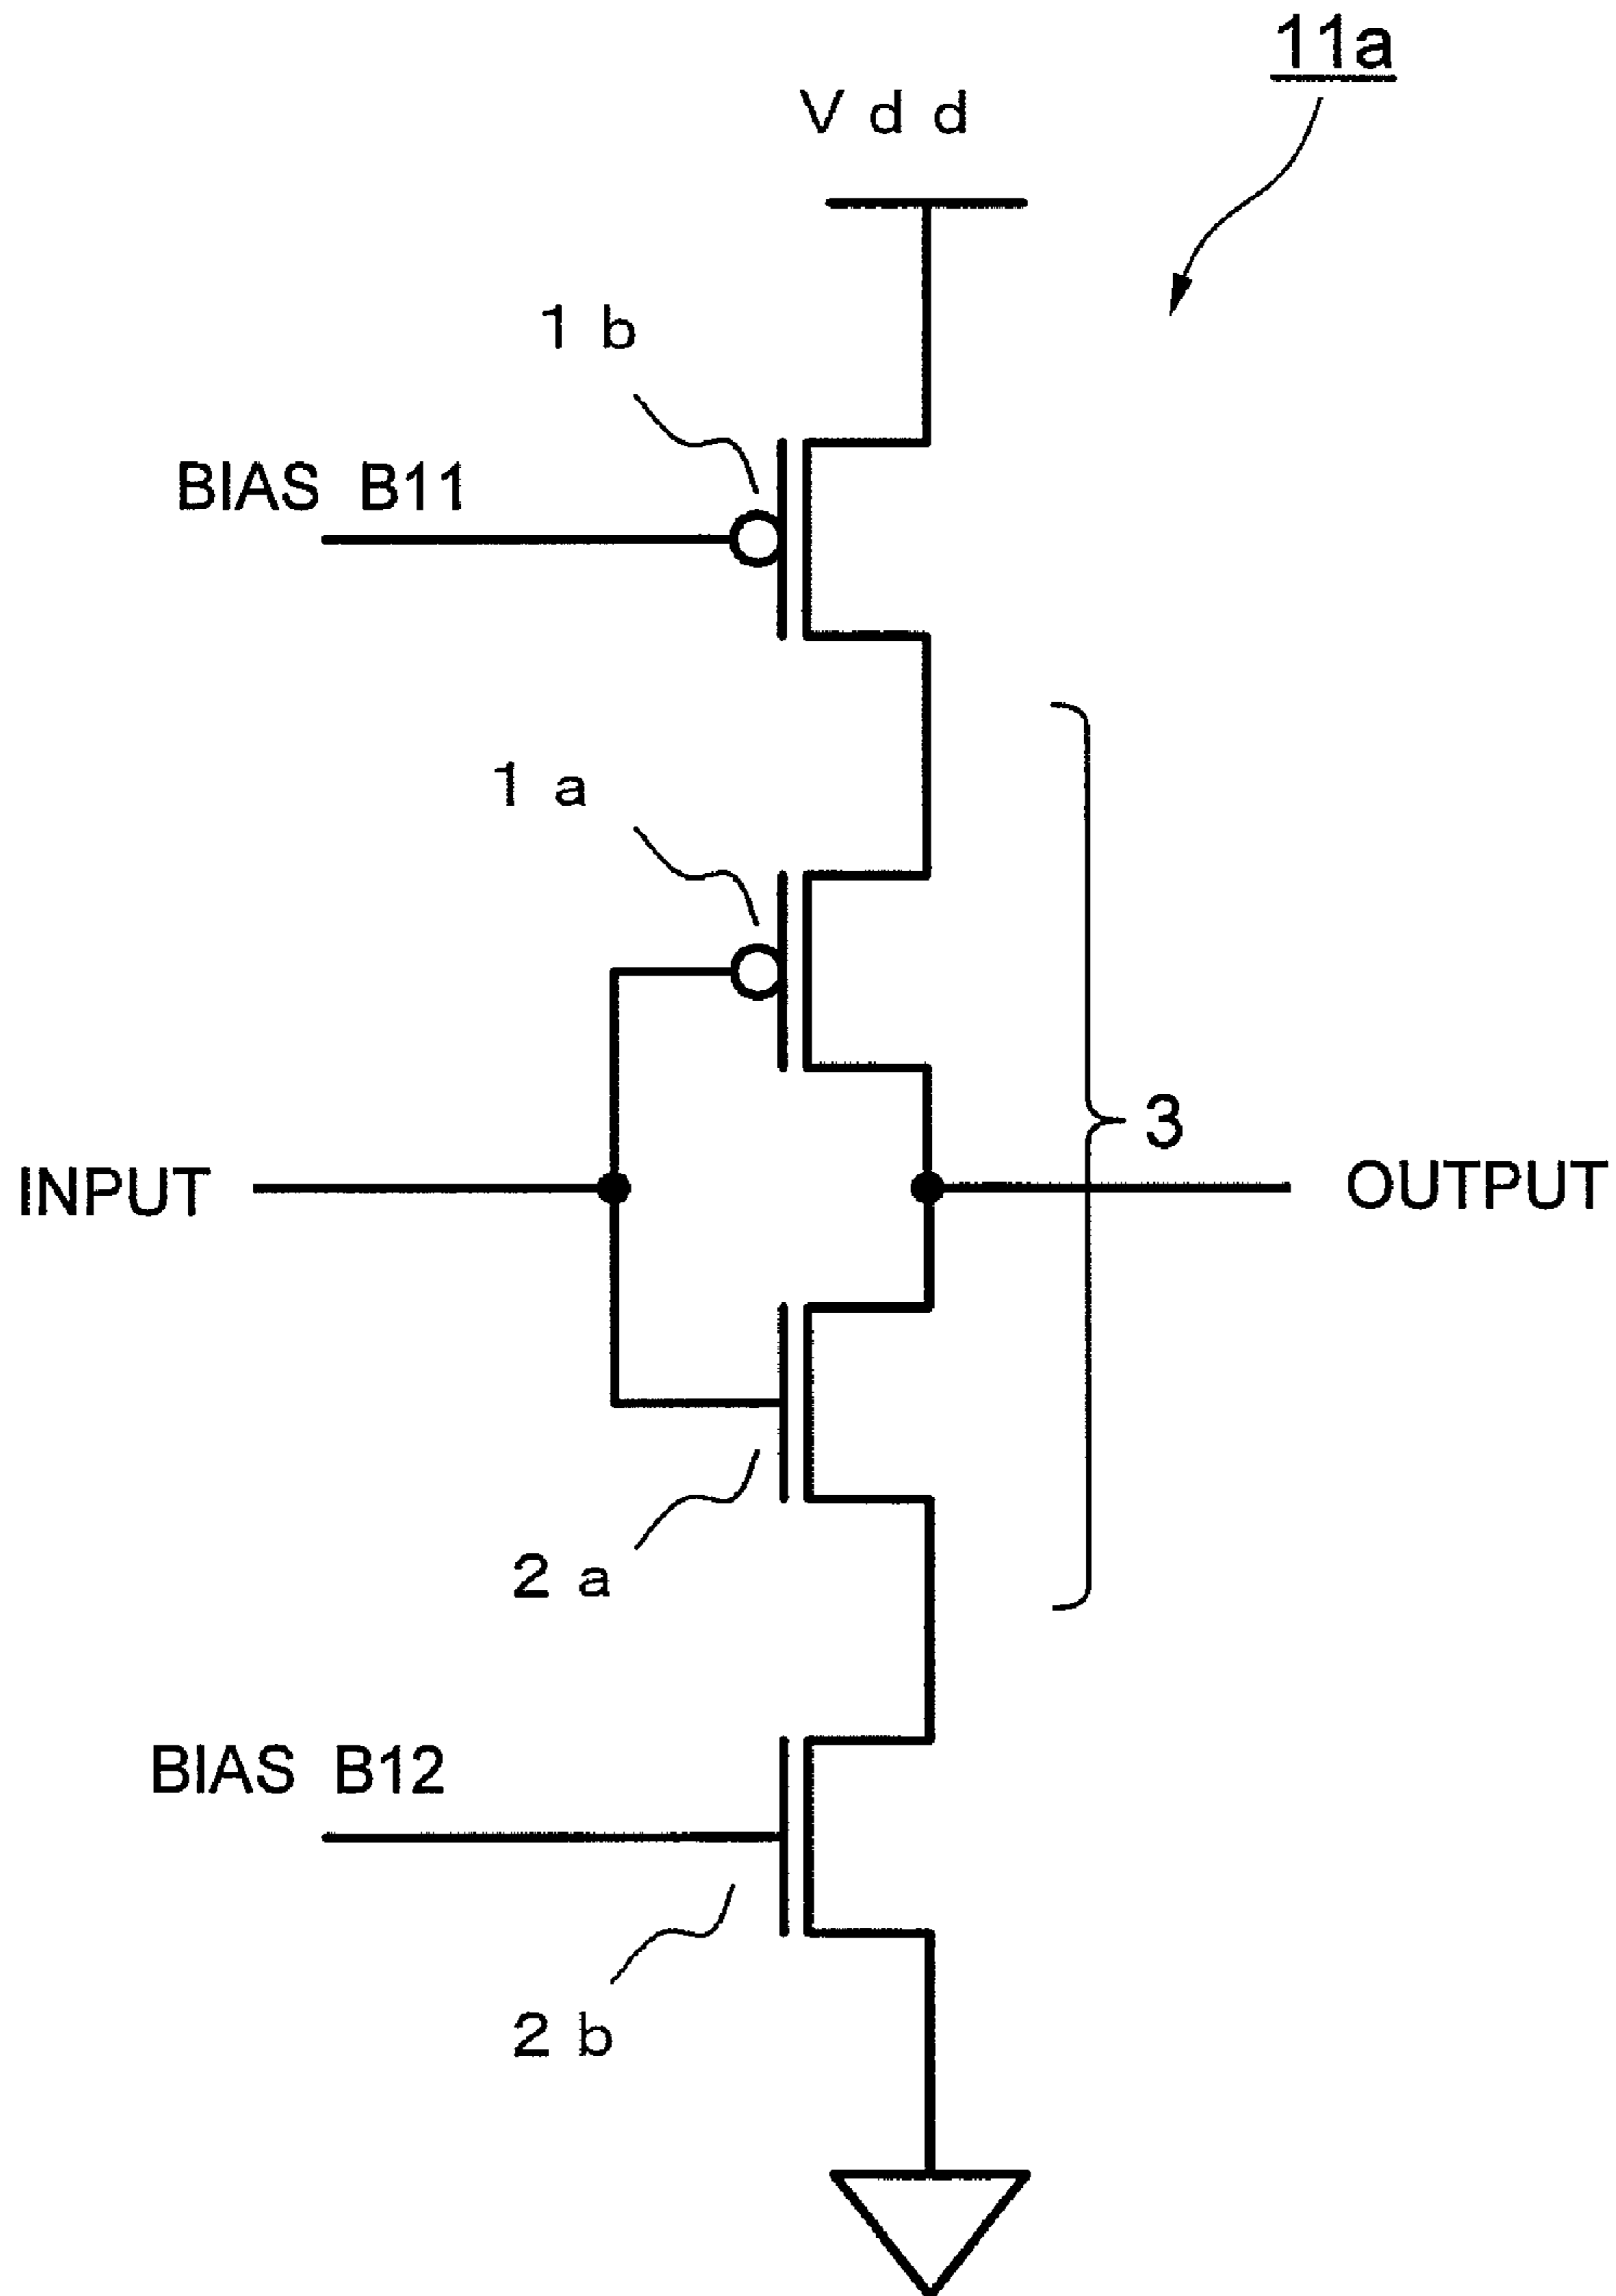 11a
V d d
1 b
BIAS B11
1 a
3
INPUT
OUTPUT
2 a
BIAS B12
2 b